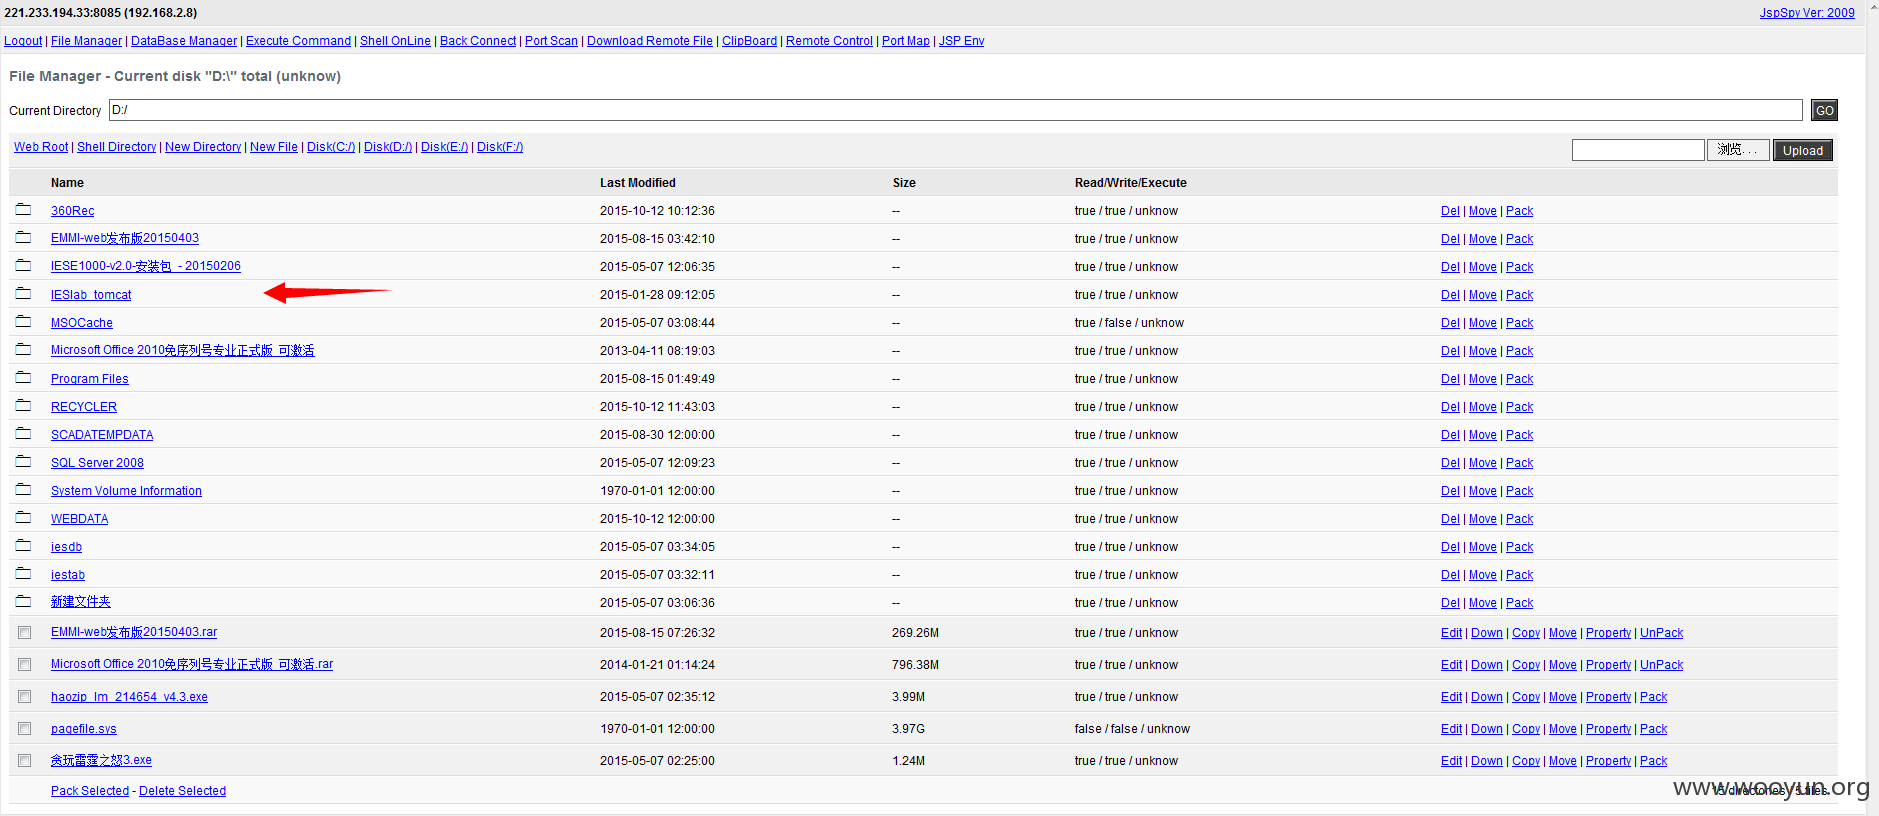 221.233.194.33:8085 (192.168.2.8) JspSpy Ver: 2009
Logout | File Manager | DataBase Manager | Execute Command | Shell OnLine | Back Connect | Port Scan | Download Remote File | ClipBoard | Remote Control | Port Map | JSP Env
File Manager - Current disk "D:\" total (unknow)
Current Directory D:/ GO
Web Root | Shell Directory | New Directory | New File | Disk(C:/) | Disk(D:/) | Disk(E:/) | Disk(F:/) 浏览... Upload
Name Last Modified Size Read/Write/Execute
360Rec 2015-10-12 10:12:36 -- true / true / unknow Del | Move | Pack
EMMI-web发布版20150403 2015-08-15 03:42:10 -- true / true / unknow Del | Move | Pack
IESE1000-v2.0-安装包 - 20150206 2015-05-07 12:06:35 -- true / true / unknow Del | Move | Pack
IESlab_tomcat 2015-01-28 09:12:05 -- true / true / unknow Del | Move | Pack
MSOCache 2015-05-07 03:08:44 -- true / false / unknow Del | Move | Pack
Microsoft Office 2010免序列号专业正式版_可激活 2013-04-11 08:19:03 -- true / true / unknow Del | Move | Pack
Program Files 2015-08-15 01:49:49 -- true / true / unknow Del | Move | Pack
RECYCLER 2015-10-12 11:43:03 -- true / true / unknow Del | Move | Pack
SCADATEMPDATA 2015-08-30 12:00:00 -- true / true / unknow Del | Move | Pack
SQL Server 2008 2015-05-07 12:09:23 -- true / true / unknow Del | Move | Pack
System Volume Information 1970-01-01 12:00:00 -- true / true / unknow Del | Move | Pack
WEBDATA 2015-10-12 12:00:00 -- true / true / unknow Del | Move | Pack
iesdb 2015-05-07 03:34:05 -- true / true / unknow Del | Move | Pack
iestab 2015-05-07 03:32:11 -- true / true / unknow Del | Move | Pack
新建文件夹 2015-05-07 03:06:36 -- true / true / unknow Del | Move | Pack
EMMI-web发布版20150403.rar 2015-08-15 07:26:32 269.26M true / true / unknow Edit | Down | Copy | Move | Property | UnPack
Microsoft Office 2010免序列号专业正式版_可激活.rar 2014-01-21 01:14:24 796.38M true / true / unknow Edit | Down | Copy | Move | Property | UnPack
haozip_lm_214654_v4.3.exe 2015-05-07 02:35:12 3.99M true / true / unknow Edit | Down | Copy | Move | Property | Pack
pagefile.sys 1970-01-01 12:00:00 3.97G false / false / unknow Edit | Down | Copy | Move | Property | Pack
贪玩雷霆之怒3.exe 2015-05-07 02:25:00 1.24M true / true / unknow Edit | Down | Copy | Move | Property | Pack
Pack Selected - Delete Selected 15 directories / 5 files.
www.wooyun.org